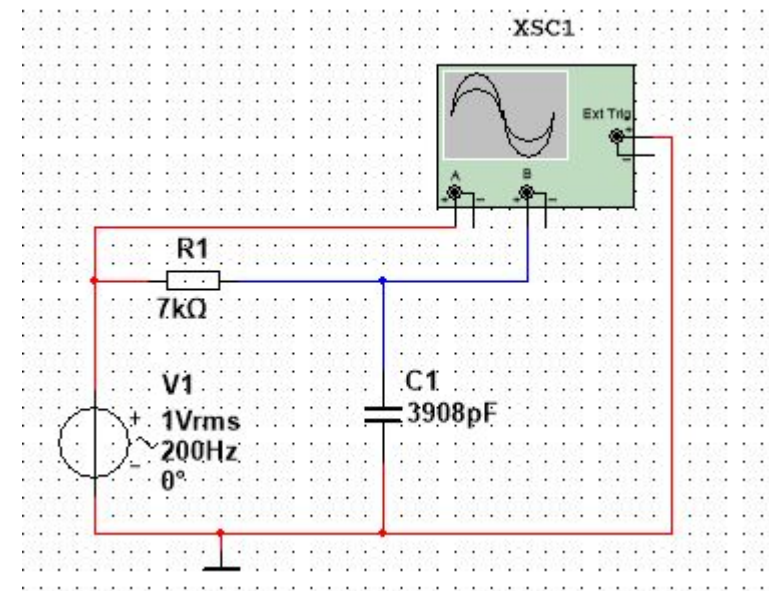 XSC1
Ext Trig
+
−
A
B
+ −
+ −
R1
7kΩ
V1
+
1Vrms
200Hz
−
0°
C1
3908pF